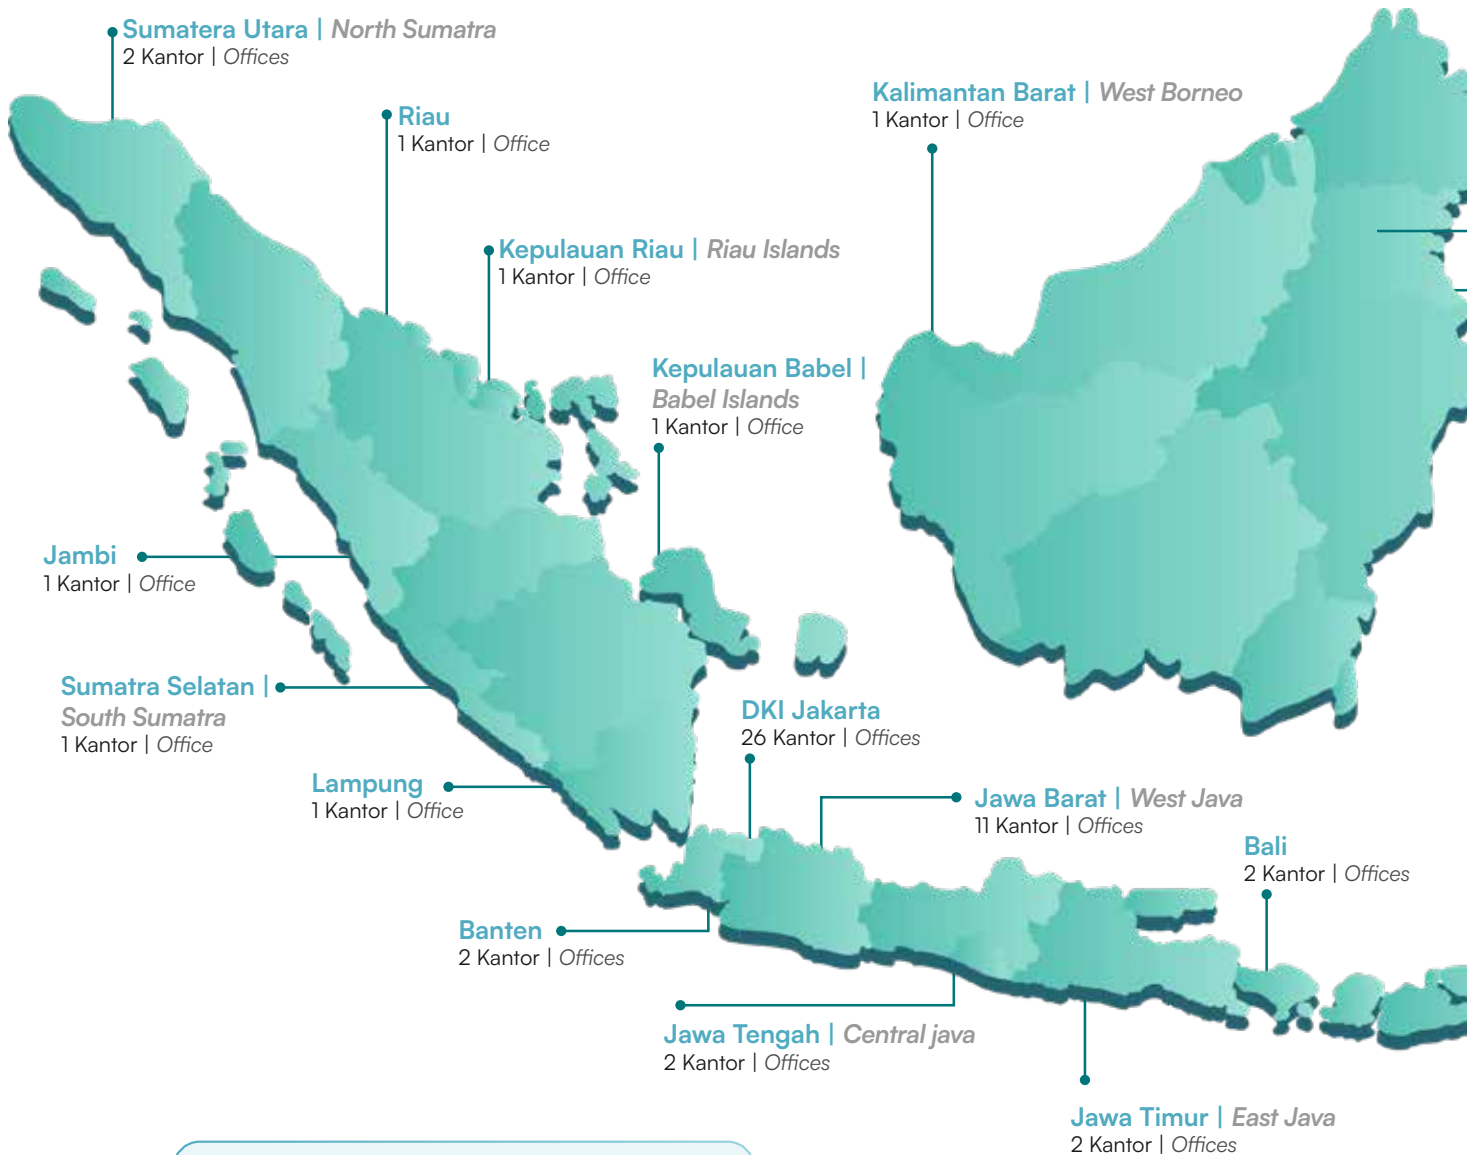 Sumatera Utara | North Sumatra
2 Kantor | Offices
Riau
1 Kantor | Office
Kalimantan Barat | West Borneo
1 Kantor | Office
Kepulauan Riau | Riau Islands
1 Kantor | Office
Kepulauan Babel |
Babel Islands
1 Kantor | Office
Jambi
1 Kantor | Office
Sumatra Selatan |
South Sumatra
1 Kantor | Office
DKI Jakarta
26 Kantor | Offices
Lampung
1 Kantor | Office
Jawa Barat | West Java
11 Kantor | Offices
Bali
2 Kantor | Offices
Banten
2 Kantor | Offices
Jawa Tengah | Central java
2 Kantor | Offices
Jawa Timur | East Java
2 Kantor | Offices